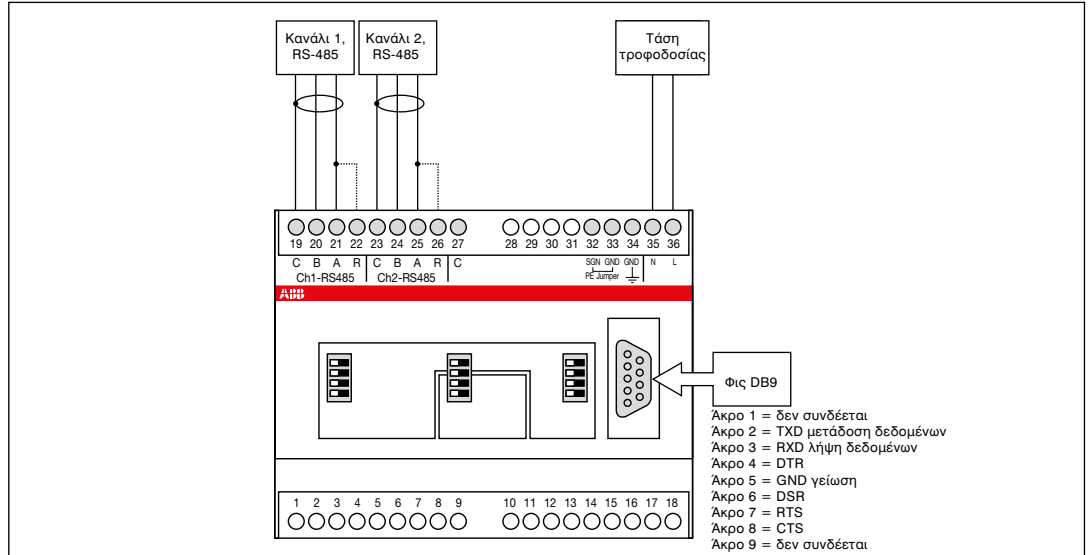 Κανάλι 1,
RS-485
Κανάλι 2,
RS-485
Τάση
τροφοδοσίας
19 20 21 22 23 24 25 26 27 28 29 30 31 32 33 34 35 36
C B A R C B A R C SGN GND GND N L
Ch1-RS485 Ch2-RS485 PE Jumper
ABB
Φις DB9
Άκρο 1 = δεν συνδέεται
Άκρο 2 = TXD μετάδοση δεδομένων
Άκρο 3 = RXD λήψη δεδομένων
Άκρο 4 = DTR
Άκρο 5 = GND γείωση
Άκρο 6 = DSR
Άκρο 7 = RTS
Άκρο 8 = CTS
Άκρο 9 = δεν συνδέεται
1 2 3 4 5 6 7 8 9 10 11 12 13 14 15 16 17 18